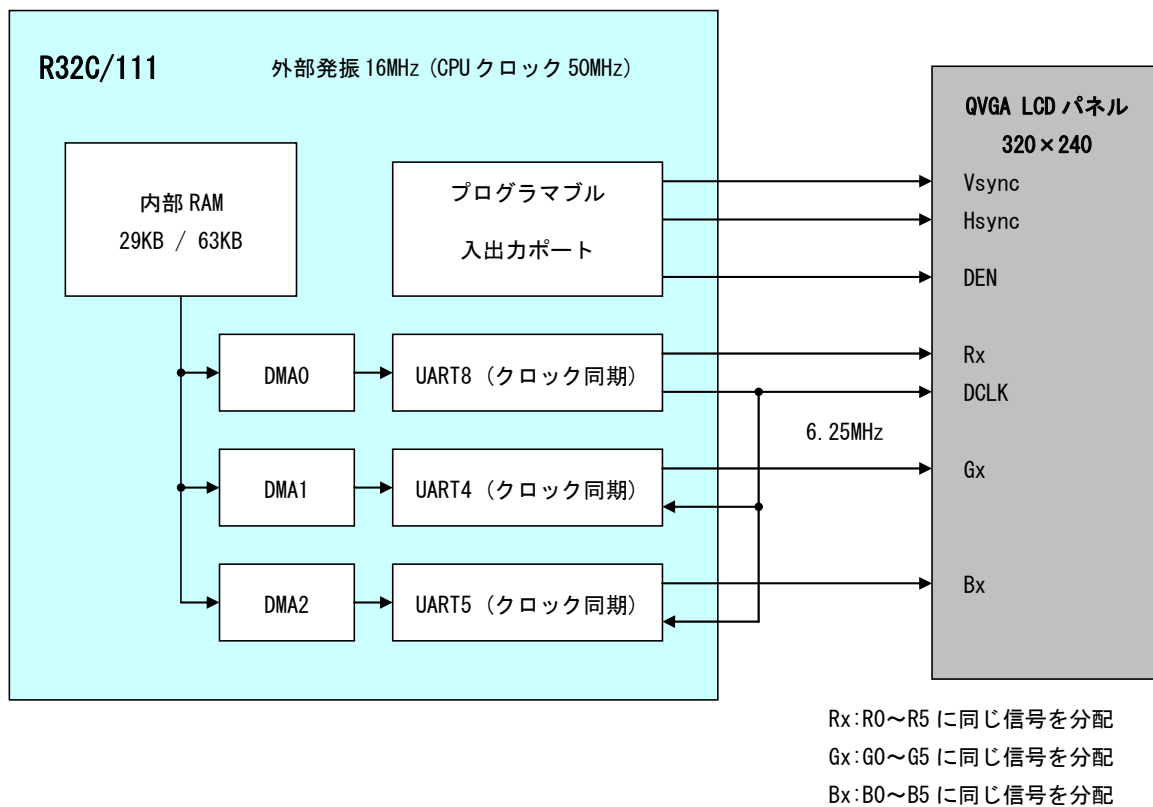 R32C/111
外部発振 16MHz (CPU クロック 50MHz)
内部 RAM
29KB / 63KB
プログラマブル
入出力ポート
DMA0
UART8 (クロック同期)
DMA1
UART4 (クロック同期)
DMA2
UART5 (クロック同期)
6.25MHz
QVGA LCD パネル
320×240
Vsync
Hsync
DEN
Rx
DCLK
Gx
Bx
Rx:R0～R5 に同じ信号を分配
Gx:G0～G5 に同じ信号を分配
Bx:B0～B5 に同じ信号を分配